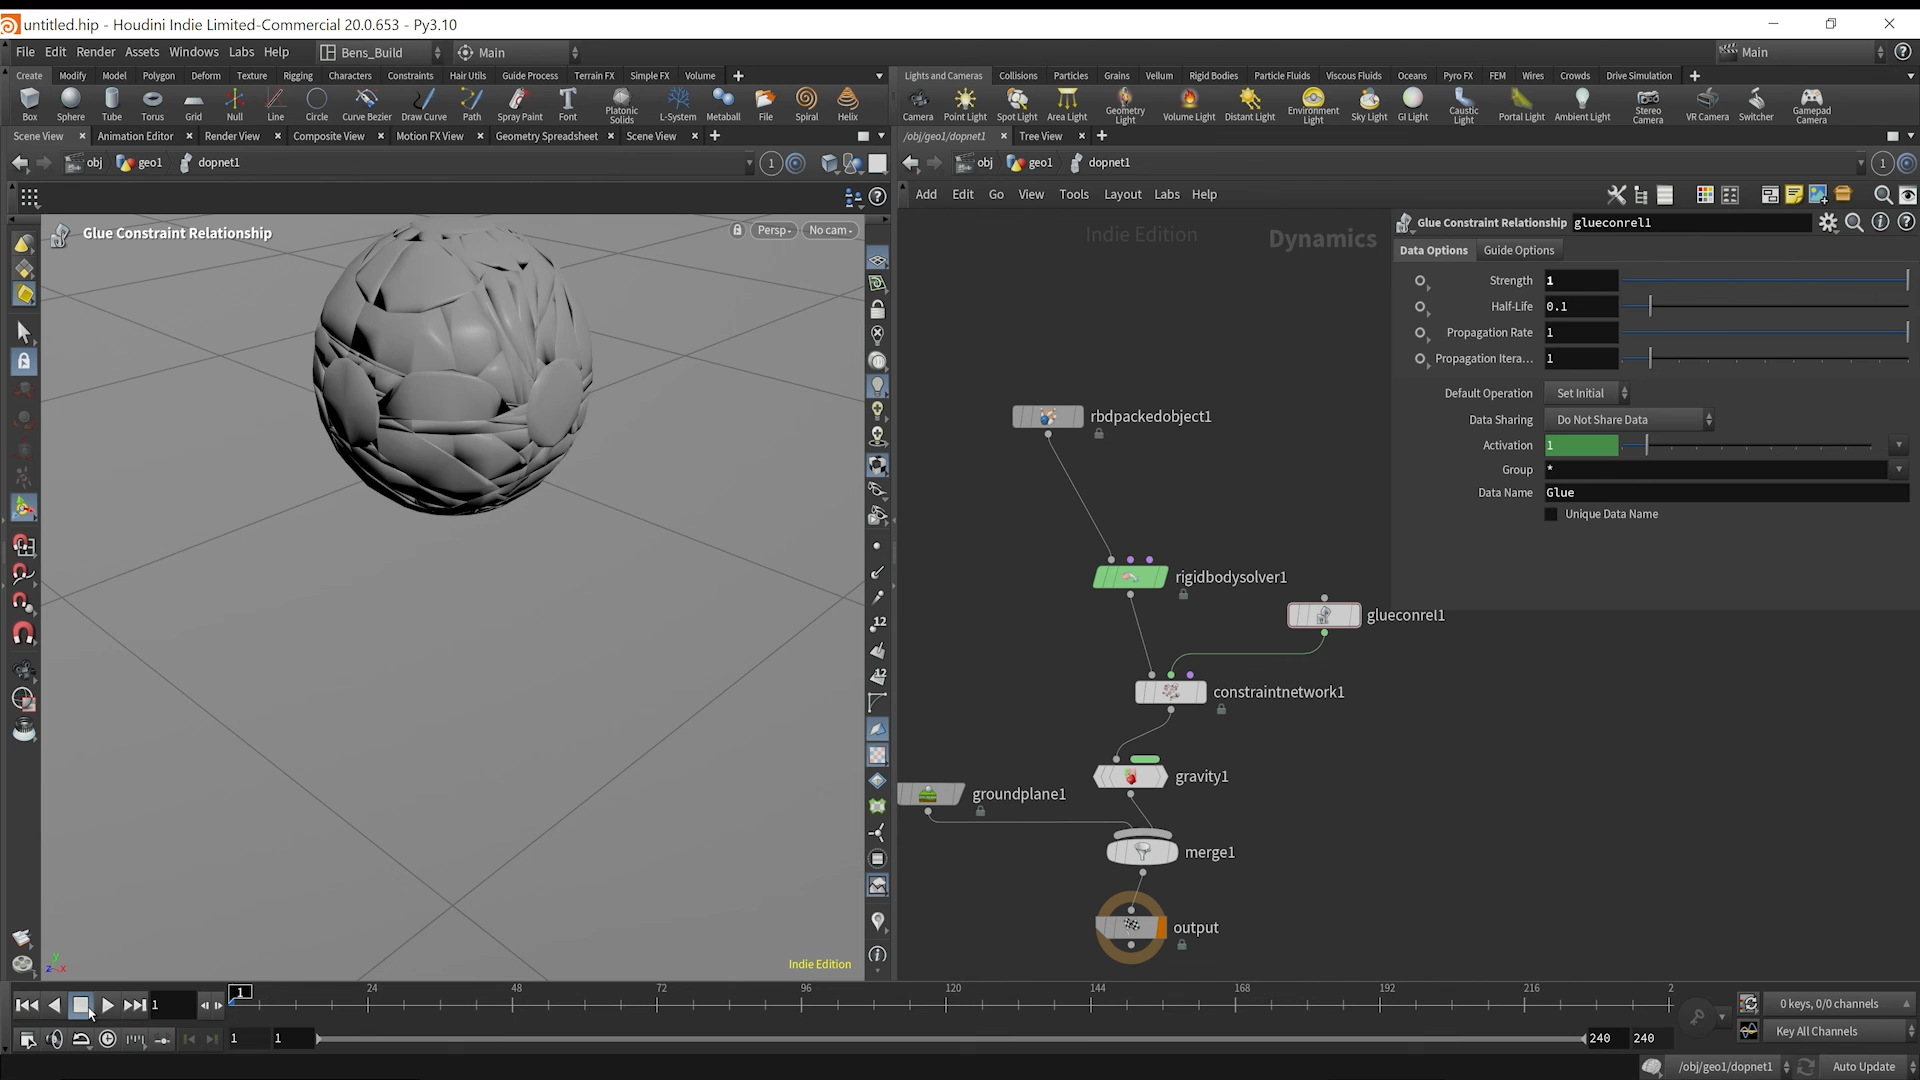 untitled.hip - Houdini Indie Limited-Commercial 20.0.653 - Py3.10
File Edit Render Assets Windows Labs Help Bens_Build Main Main
Create Modify Model Polygon Deform Texture Rigging Characters Constraints Hair Utils Guide Process Terrain FX Simple FX Volume
Lights and Cameras Collisions Particles Grains Vellum Rigid Bodies Particle Fluids Viscous Fluids Oceans Pyro FX FEM Wires Crowds Drive Simulation
Box Sphere Tube Torus Grid Null Line Circle Curve Bezier Draw Curve Path Spray Paint Font Platonic Solids L-System Metaball File Spiral Helix
Camera Point Light Spot Light Area Light Geometry Light Volume Light Distant Light Environment Light Sky Light GI Light Caustic Light Portal Light Ambient Light Stereo Camera VR Camera Switcher Gamepad Camera
Scene View Animation Editor Render View Composite View Motion FX View Geometry Spreadsheet Scene View
/obj/geo1/dopnet1 Tree View
obj geo1 dopnet1 1
obj geo1 dopnet1 1
Add Edit Go View Tools Layout Labs Help
Glue Constraint Relationship
Persp No cam
Indie Edition
Dynamics
Glue Constraint Relationship glueconrel1
Data Options Guide Options
Strength 1
Half-Life 0.1
Propagation Rate 1
Propagation Itera... 1
Default Operation Set Initial
Data Sharing Do Not Share Data
Activation 1
Group *
Data Name Glue
Unique Data Name
rbdpackedobject1
rigidbodysolver1
glueconrel1
constraintnetwork1
gravity1
groundplane1
merge1
output
12
12
z x y
Indie Edition
1 1 24 48 72 96 120 144 168 192 216 2
0 keys, 0/0 channels
1 1 240 240
Key All Channels
/obj/geo1/dopnet1 Auto Update